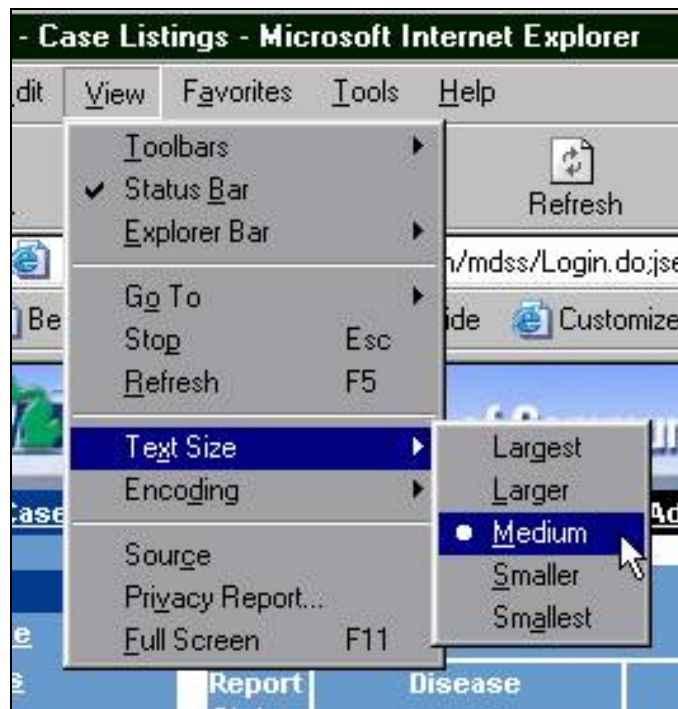 - Case Listings - Microsoft Internet Explorer
dit View Favorites Tools Help
Toolbars
Status Bar
Explorer Bar
Go To
Stop Esc
Refresh F5
Text Size
Encoding
Source
Privacy Report...
Full Screen F11
Largest
Larger
Medium
Smaller
Smallest
Refresh
n/mdss/Login.do;jse
Be
ide Customize
Case
Ad
e
s
Report
Disease